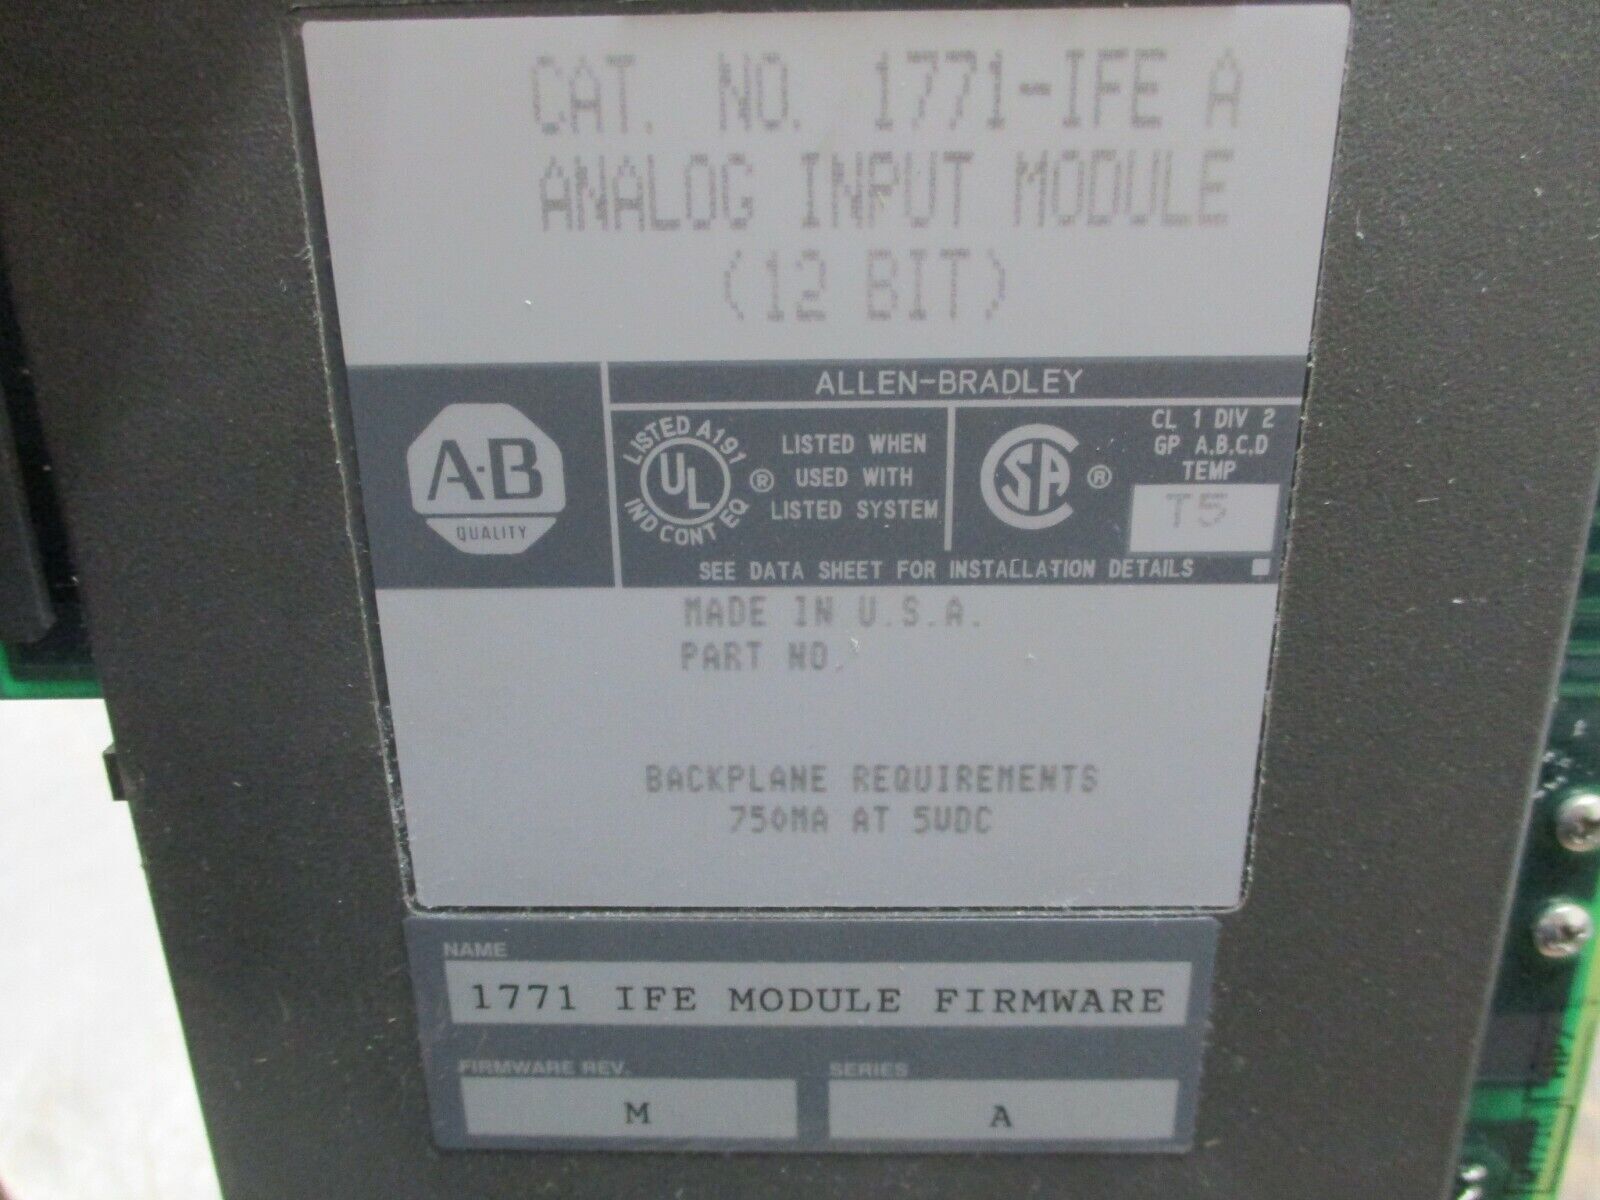 CAT. NO. 1771-IFE A
ANALOG INPUT MODULE
(12 BIT)
ALLEN-BRADLEY
A·B
QUALITY
LISTED A191
UL
IND CONT EQ
®
LISTED WHEN
USED WITH
LISTED SYSTEM
CSA ®
CL 1 DIV 2
GP A,B,C,D
TEMP
T5
SEE DATA SHEET FOR INSTALLATION DETAILS
MADE IN U.S.A.
PART NO.
BACKPLANE REQUIREMENTS
750MA AT 5VDC
NAME
1771 IFE MODULE FIRMWARE
FIRMWARE REV.
M
SERIES
A